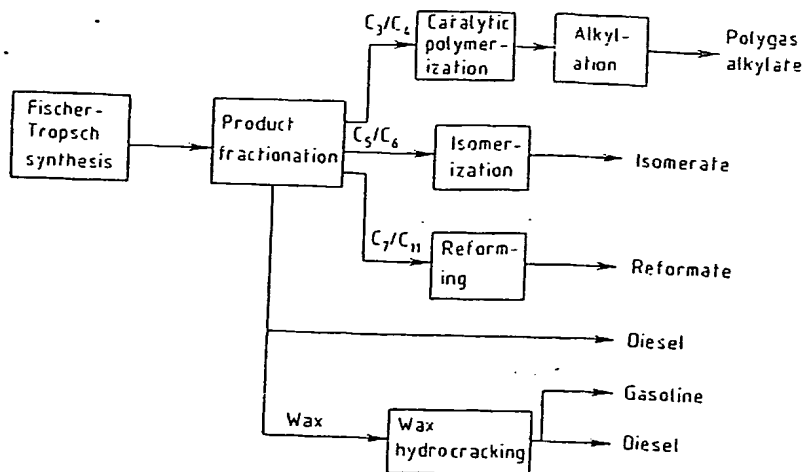 C₃/C₄
Catalytic
polymer-
ization
Alkyl-
ation
Polygas
alkylate
Fischer-
Tropsch
synthesis
Product
fractionation
C₅/C₆
Isomer-
ization
Isomerate
C₇/C₁₁
Reform-
ing
Reformate
Diesel
Wax
Wax
hydrocracking
Gasoline
Diesel